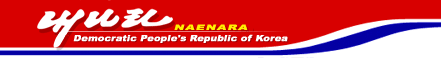 내나라
NAENARA
Democratic People's Republic of Korea